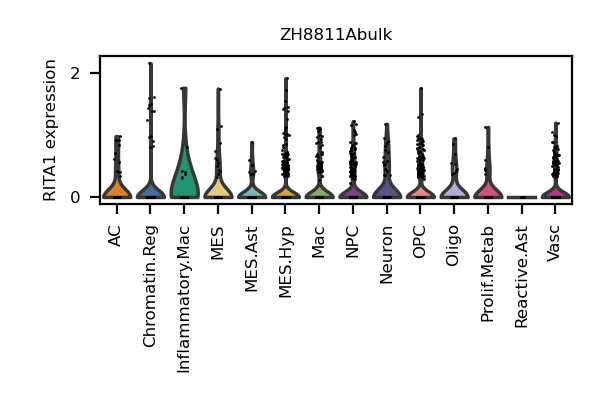 ZH8811Abulk
RITA1 expression
2
0
AC
Chromatin.Reg
Inflammatory.Mac
MES
MES.Ast
MES.Hyp
Mac
NPC
Neuron
OPC
Oligo
Prolif.Metab
Reactive.Ast
Vasc